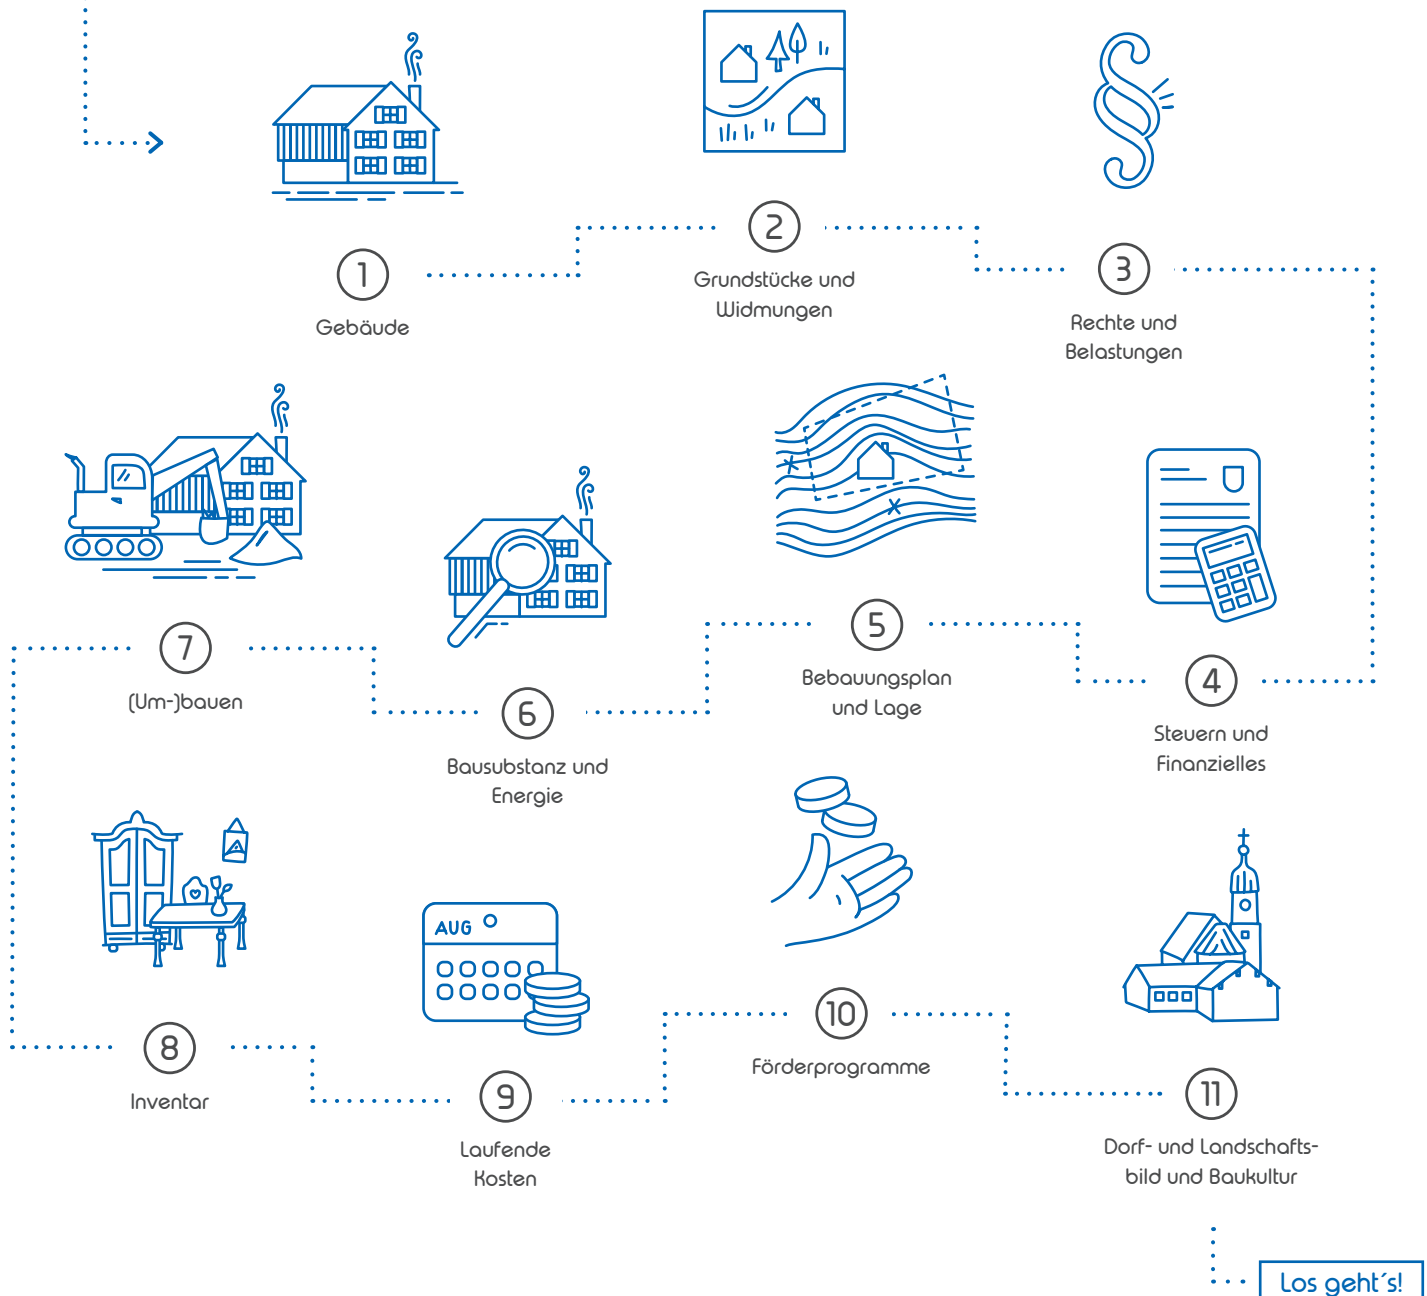 1
Gebäude
2
Grundstücke und
Widmungen
3
Rechte und
Belastungen
4
Steuern und
Finanzielles
5
Bebauungsplan
und Lage
6
Bausubstanz und
Energie
7
(Um-)bauen
8
Inventar
AUG
9
Laufende
Kosten
10
Förderprogramme
11
Dorf- und Landschafts-
bild und Baukultur
Los geht´s!